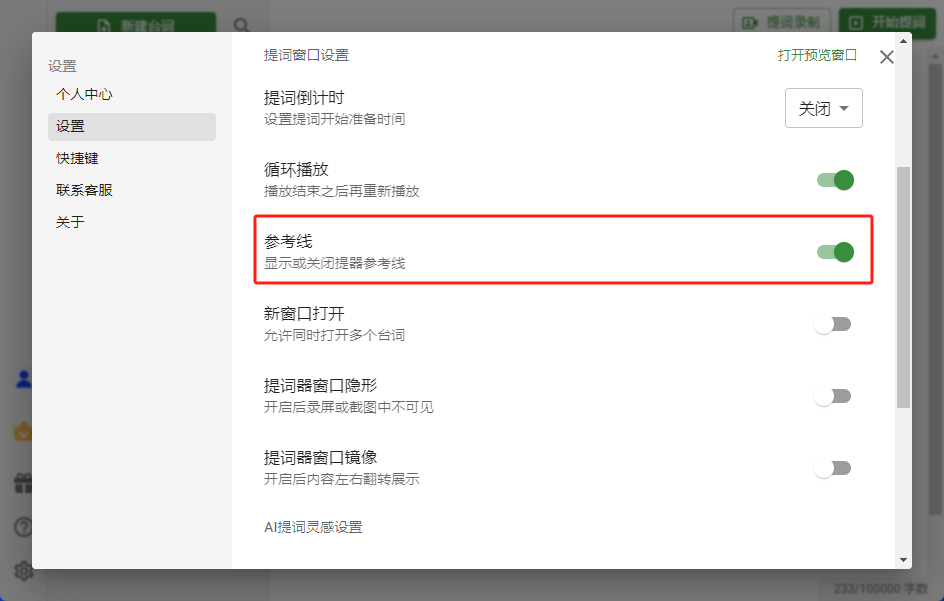 新建台词
提词录制
开始提词
设置
个人中心
设置
快捷键
联系客服
关于
提词窗口设置
打开预览窗口
提词倒计时
设置提词开始准备时间
关闭
循环播放
播放结束之后再重新播放
参考线
显示或关闭提器参考线
新窗口打开
允许同时打开多个台词
提词器窗口隐形
开启后录屏或截图中不可见
提词器窗口镜像
开启后内容左右翻转展示
AI提词灵感设置
233/100000 字数